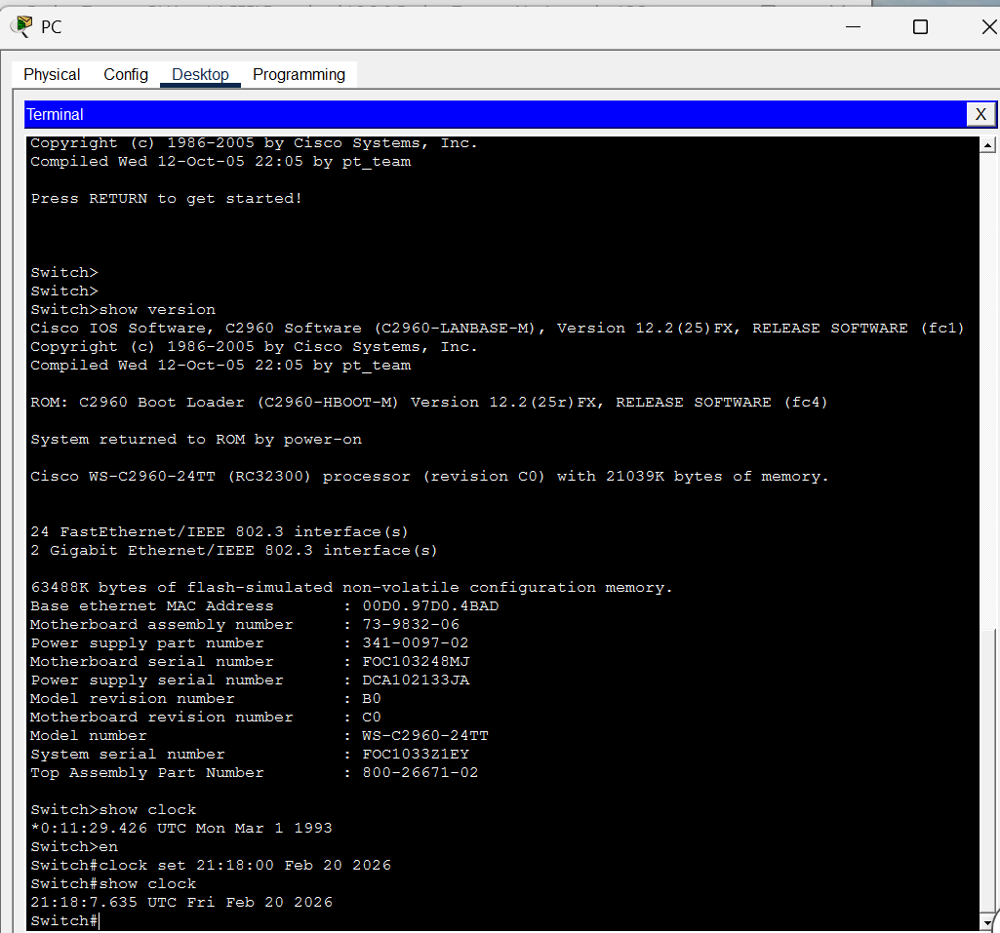 PC
Physical Config Desktop Programming
Terminal X
Copyright (c) 1986-2005 by Cisco Systems, Inc.
Compiled Wed 12-Oct-05 22:05 by pt_team
Press RETURN to get started!
Switch>
Switch>
Switch>show version
Cisco IOS Software, C2960 Software (C2960-LANBASE-M), Version 12.2(25)FX, RELEASE SOFTWARE (fc1)
Copyright (c) 1986-2005 by Cisco Systems, Inc.
Compiled Wed 12-Oct-05 22:05 by pt_team
ROM: C2960 Boot Loader (C2960-HBOOT-M) Version 12.2(25r)FX, RELEASE SOFTWARE (fc4)
System returned to ROM by power-on
Cisco WS-C2960-24TT (RC32300) processor (revision C0) with 21039K bytes of memory.
24 FastEthernet/IEEE 802.3 interface(s)
2 Gigabit Ethernet/IEEE 802.3 interface(s)
63488K bytes of flash-simulated non-volatile configuration memory.
Base ethernet MAC Address : 00D0.97D0.4BAD
Motherboard assembly number : 73-9832-06
Power supply part number : 341-0097-02
Motherboard serial number : FOC103248MJ
Power supply serial number : DCA102133JA
Model revision number : B0
Motherboard revision number : C0
Model number : WS-C2960-24TT
System serial number : FOC1033Z1EY
Top Assembly Part Number : 800-26671-02
Switch>show clock
*0:11:29.426 UTC Mon Mar 1 1993
Switch>en
Switch#clock set 21:18:00 Feb 20 2026
Switch#show clock
21:18:7.635 UTC Fri Feb 20 2026
Switch#